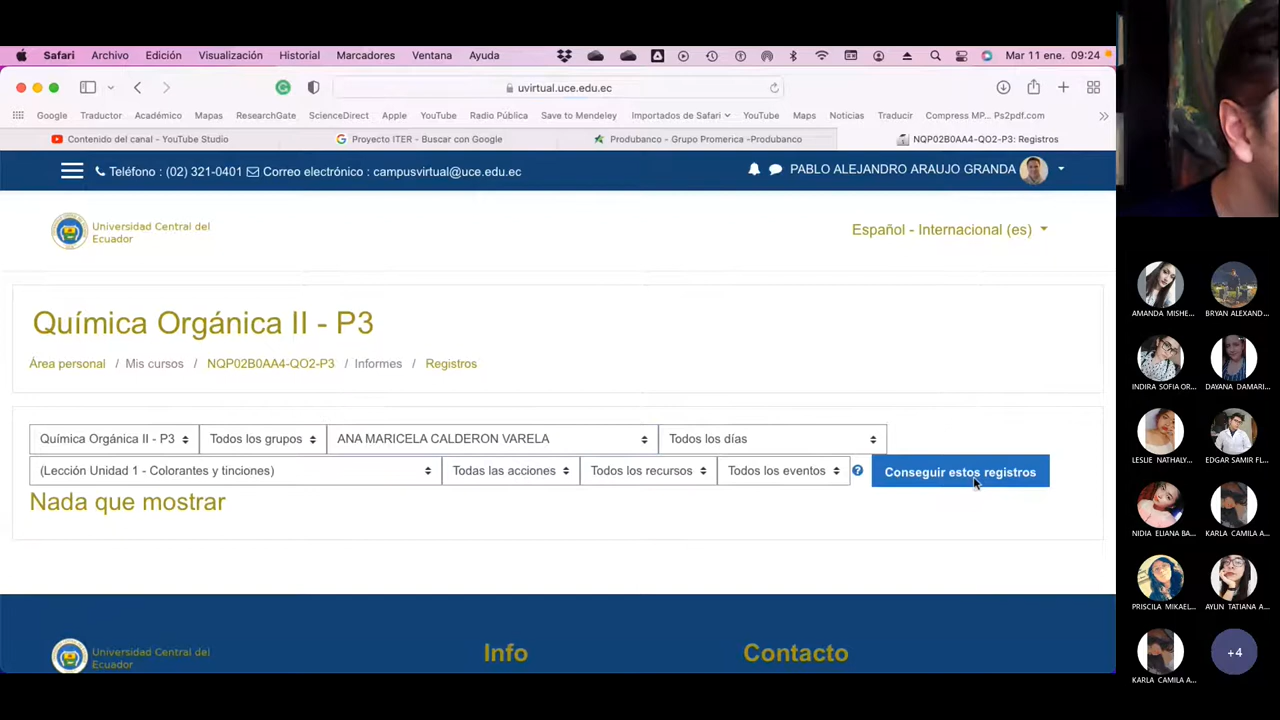 Safari Archivo Edición Visualización Historial Marcadores Ventana Ayuda Mar 11 ene. 09:24
uvirtual.uce.edu.ec
Google Traductor Académico Mapas ResearchGate ScienceDirect Apple YouTube Radio Pública Save to Mendeley Importados de Safari YouTube Maps Noticias Traducir Compress MP... Ps2pdf.com
Contenido del canal - YouTube Studio Proyecto ITER - Buscar con Google Produbanco - Grupo Promerica –Produbanco NQP02B0AA4-QO2-P3: Registros
Teléfono : (02) 321-0401 Correo electrónico : campusvirtual@uce.edu.ec PABLO ALEJANDRO ARAUJO GRANDA
Universidad Central del
Ecuador
Español - Internacional (es)
Química Orgánica II - P3
Área personal / Mis cursos / NQP02B0AA4-QO2-P3 / Informes / Registros
Química Orgánica II - P3 Todos los grupos ANA MARICELA CALDERON VARELA Todos los días
(Lección Unidad 1 - Colorantes y tinciones) Todas las acciones Todos los recursos Todos los eventos ? Conseguir estos registros
Nada que mostrar
Universidad Central del
Ecuador
Info
Contacto
AMANDA MISHE... BRYAN ALEXAND...
INDIRA SOFIA OR... DAYANA DAMARI...
LESLIE NATHALY... EDGAR SAMIR FL...
NIDIA ELIANA BA... KARLA CAMILA A...
PRISCILA MIKAEL... AYLIN TATIANA A...
KARLA CAMILA A... +4